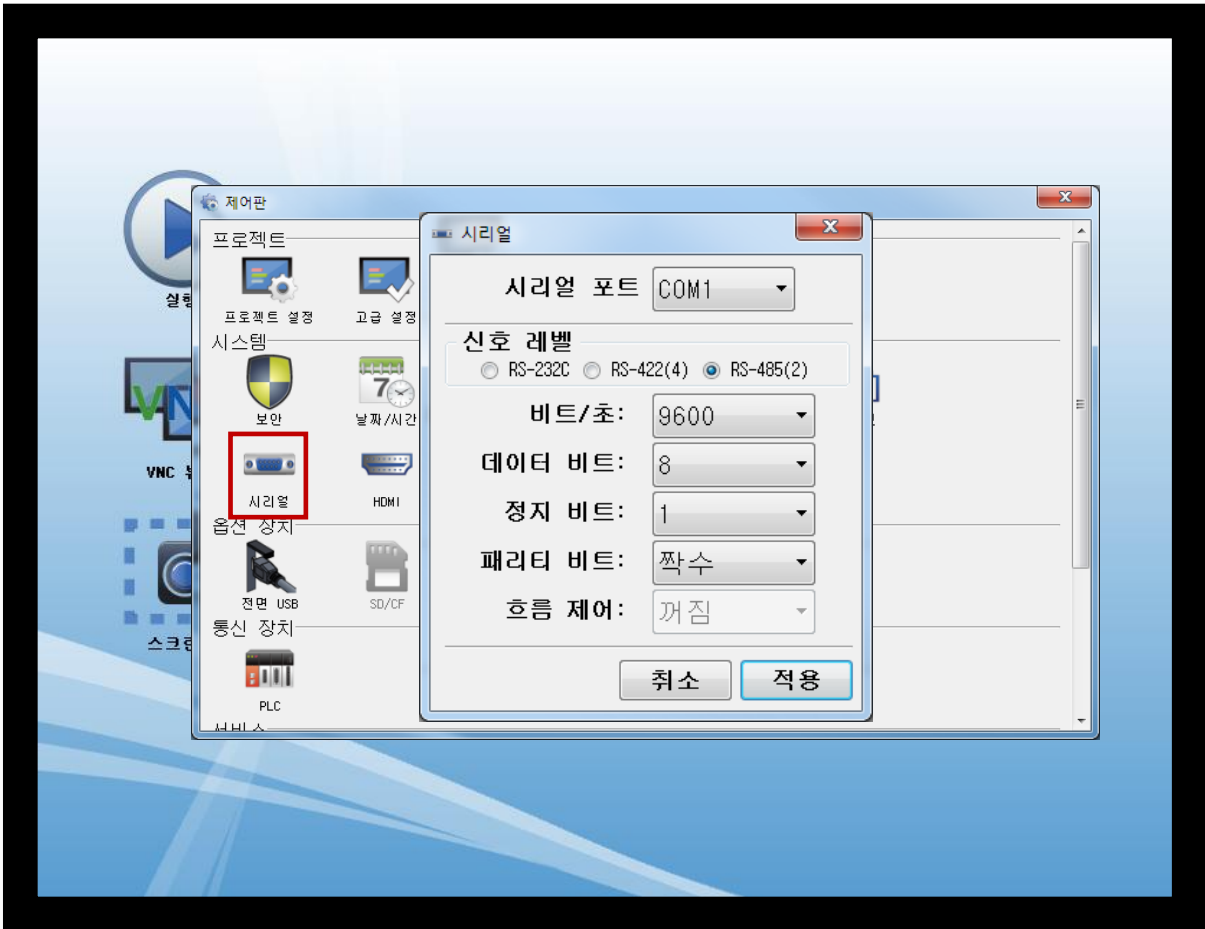 제어판
프로젝트
프로젝트 설정
고급 설정
시스템
보안
날짜/시간
시리얼
HDMI
옵션 장치
전면 USB
SD/CF
통신 장치
PLC
서비스
VNC
시리얼
시리얼 포트 COM1
신호 레벨
RS-232C RS-422(4) RS-485(2)
비트/초: 9600
데이터 비트: 8
정지 비트: 1
패리티 비트: 짝수
흐름 제어: 꺼짐
취소 적용